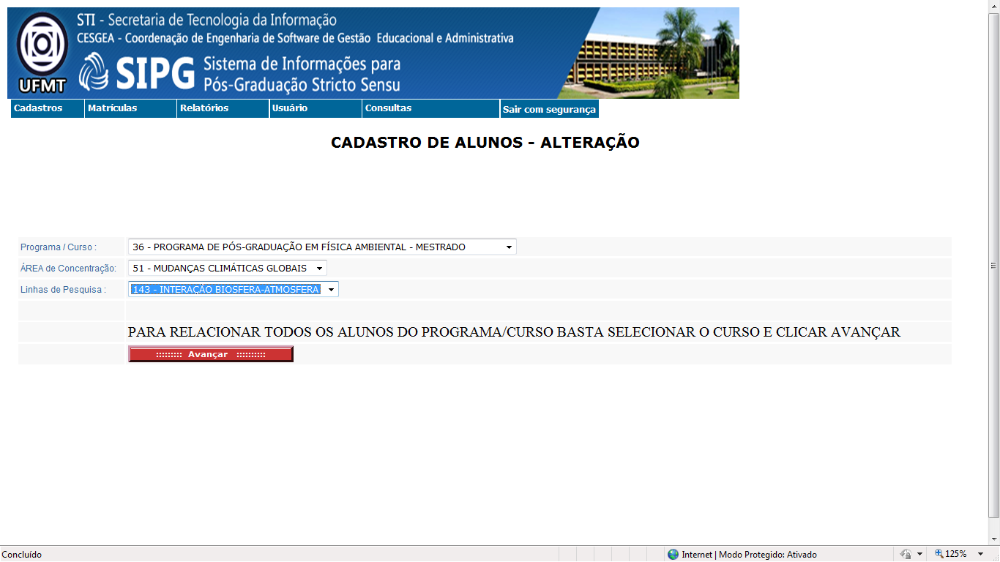 STI - Secretaria de Tecnologia da Informação
CESGEA - Coordenação de Engenharia de Software de Gestão Educacional e Administrativa
UFMT
SIPG
Sistema de Informações para
Pós-Graduação Stricto Sensu
Cadastros Matrículas Relatórios Usuário Consultas Sair com segurança
CADASTRO DE ALUNOS - ALTERAÇÃO
Programa / Curso : 36 - PROGRAMA DE PÓS-GRADUAÇÃO EM FÍSICA AMBIENTAL - MESTRADO
ÁREA de Concentração: 51 - MUDANÇAS CLIMÁTICAS GLOBAIS
Linhas de Pesquisa : 143 - INTERAÇÃO BIOSFERA-ATMOSFERA
PARA RELACIONAR TODOS OS ALUNOS DO PROGRAMA/CURSO BASTA SELECIONAR O CURSO E CLICAR AVANÇAR
::::::::: Avançar ::::::::::
Concluído Internet | Modo Protegido: Ativado 125%